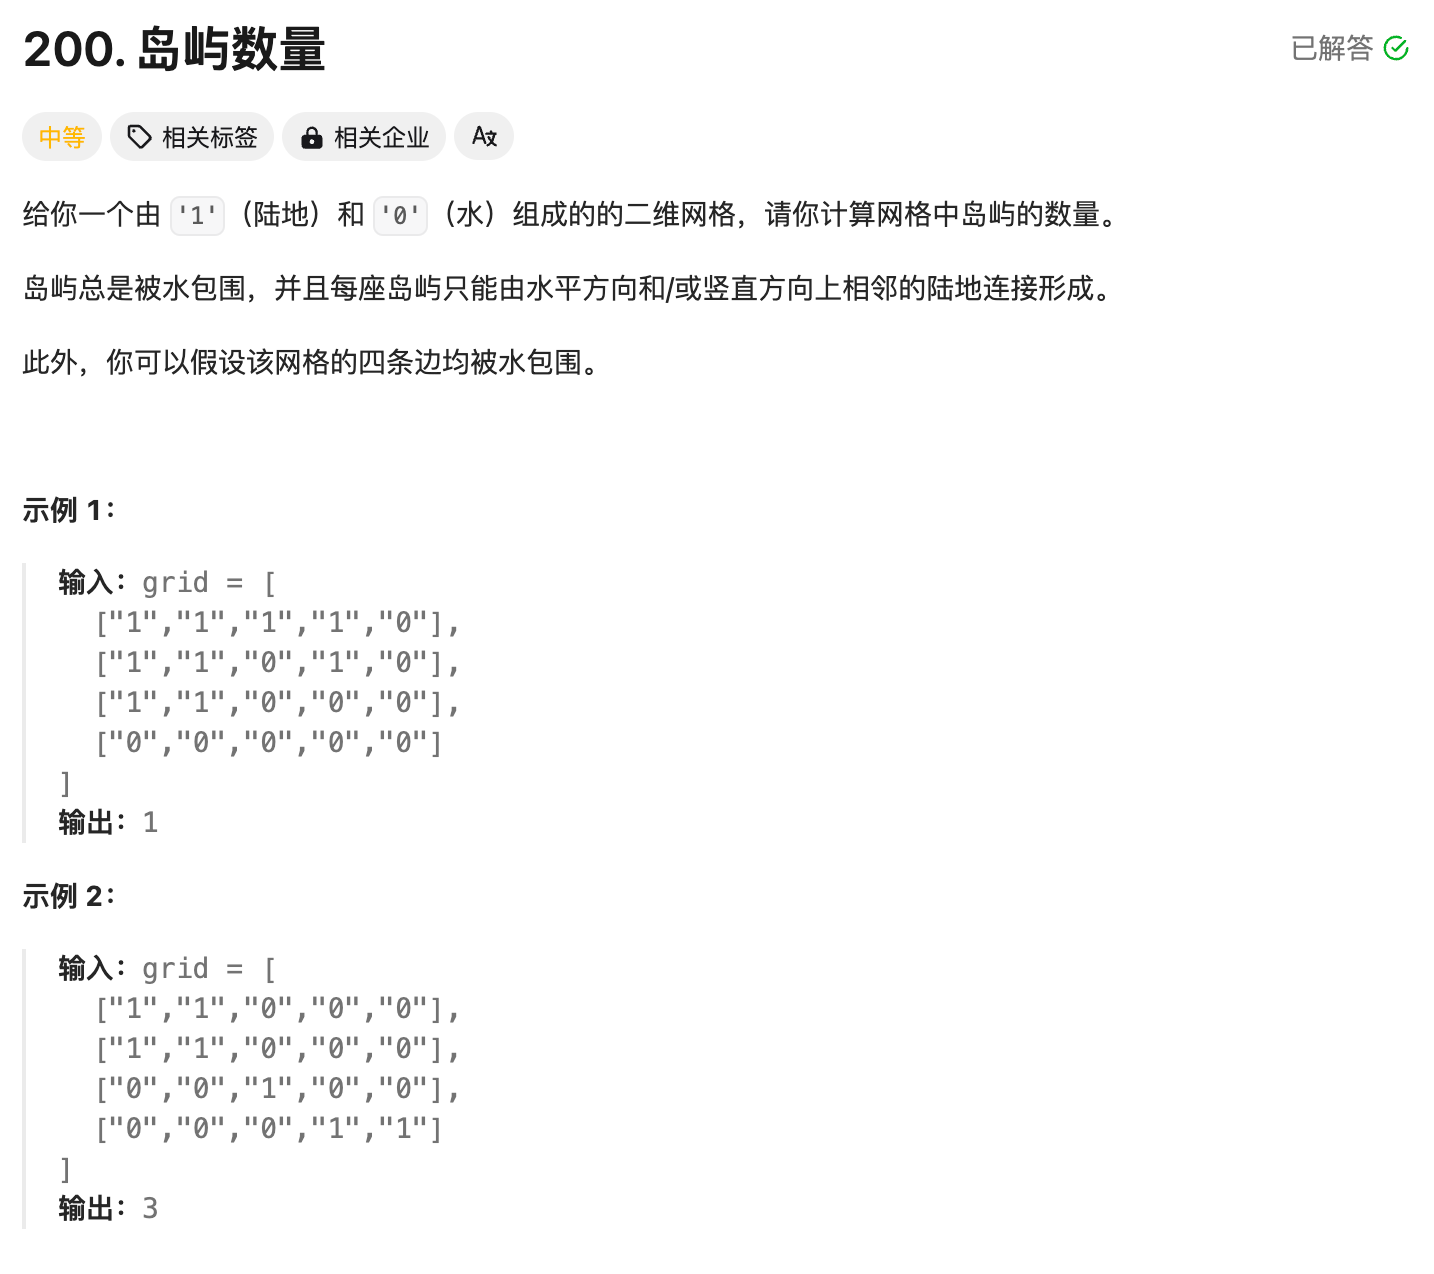 200. 岛屿数量
已解答
中等 相关标签 相关企业
给你一个由 '1'（陆地）和 '0'（水）组成的的二维网格，请你计算网格中岛屿的数量。
岛屿总是被水包围，并且每座岛屿只能由水平方向和/或竖直方向上相邻的陆地连接形成。
此外，你可以假设该网格的四条边均被水包围。
示例 1：
输入：grid = [
["1","1","1","1","0"],
["1","1","0","1","0"],
["1","1","0","0","0"],
["0","0","0","0","0"]
]
输出：1
示例 2：
输入：grid = [
["1","1","0","0","0"],
["1","1","0","0","0"],
["0","0","1","0","0"],
["0","0","0","1","1"]
]
输出：3